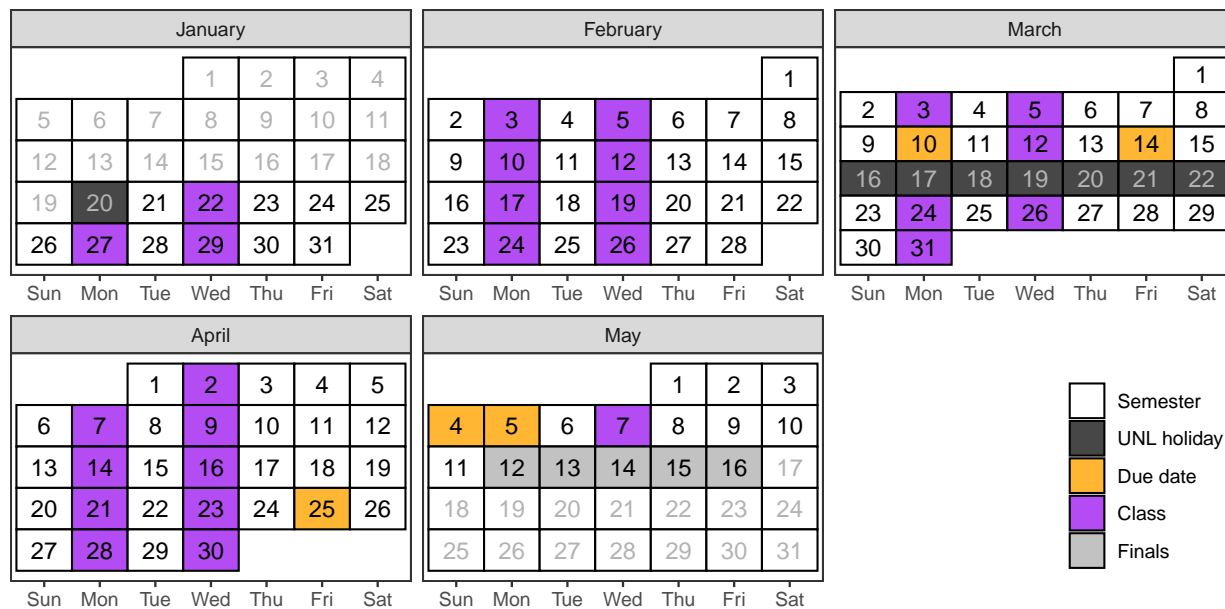 January
1 2 3 4
5 6 7 8 9 10 11
12 13 14 15 16 17 18
19 20 21 22 23 24 25
26 27 28 29 30 31
Sun Mon Tue Wed Thu Fri Sat
February
1
2 3 4 5 6 7 8
9 10 11 12 13 14 15
16 17 18 19 20 21 22
23 24 25 26 27 28
Sun Mon Tue Wed Thu Fri Sat
March
1
2 3 4 5 6 7 8
9 10 11 12 13 14 15
16 17 18 19 20 21 22
23 24 25 26 27 28 29
30 31
Sun Mon Tue Wed Thu Fri Sat
April
1 2 3 4 5
6 7 8 9 10 11 12
13 14 15 16 17 18 19
20 21 22 23 24 25 26
27 28 29 30
Sun Mon Tue Wed Thu Fri Sat
May
1 2 3
4 5 6 7 8 9 10
11 12 13 14 15 16 17
18 19 20 21 22 23 24
25 26 27 28 29 30 31
Sun Mon Tue Wed Thu Fri Sat
Semester
UNL holiday
Due date
Class
Finals